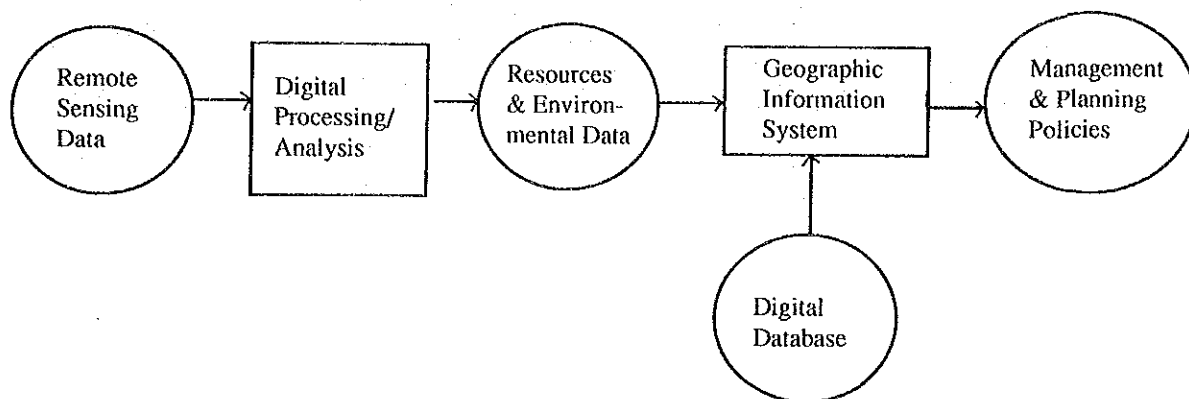 Remote
Sensing
Data
Digital
Processing/
Analysis
Resources
& Environ-
mental Data
Geographic
Information
System
Management
& Planning
Policies
Digital
Database